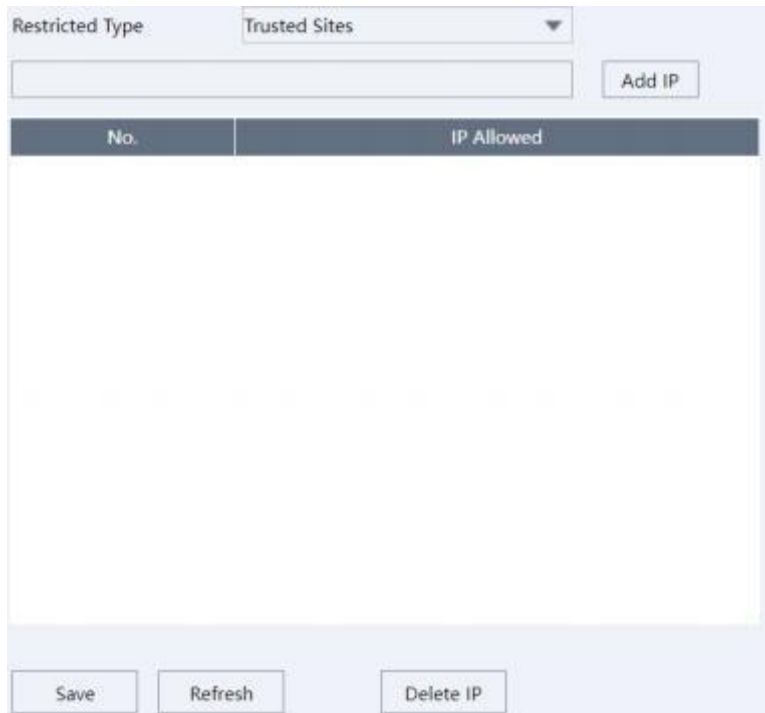 Restricted Type Trusted Sites
Add IP
No. IP Allowed
Save Refresh Delete IP